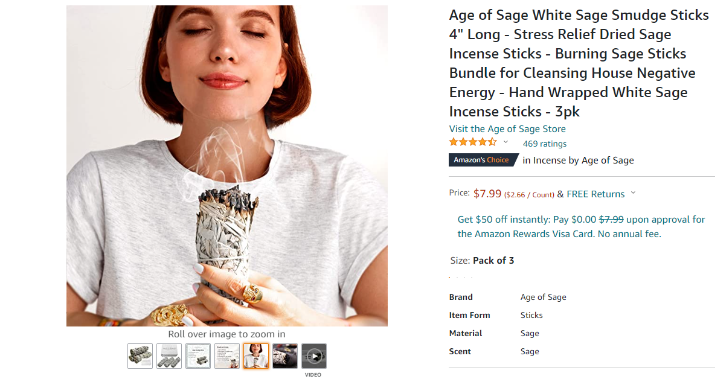 Age of Sage White Sage Smudge Sticks
4" Long - Stress Relief Dried Sage
Incense Sticks - Burning Sage Sticks
Bundle for Cleansing House Negative
Energy - Hand Wrapped White Sage
Incense Sticks - 3pk
Visit the Age of Sage Store
469 ratings
Amazon's Choice in Incense by Age of Sage
Price: $7.99 ($2.66 / Count) & FREE Returns
Get $50 off instantly: Pay $0.00 $7.99 upon approval for
the Amazon Rewards Visa Card. No annual fee.
Size: Pack of 3
Brand Age of Sage
Item Form Sticks
Material Sage
Scent Sage
Roll over image to zoom in
VIDEO